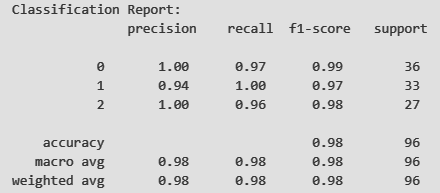 Classification Report:
precision recall f1-score support
0 1.00 0.97 0.99 36
1 0.94 1.00 0.97 33
2 1.00 0.96 0.98 27
accuracy 0.98 96
macro avg 0.98 0.98 0.98 96
weighted avg 0.98 0.98 0.98 96